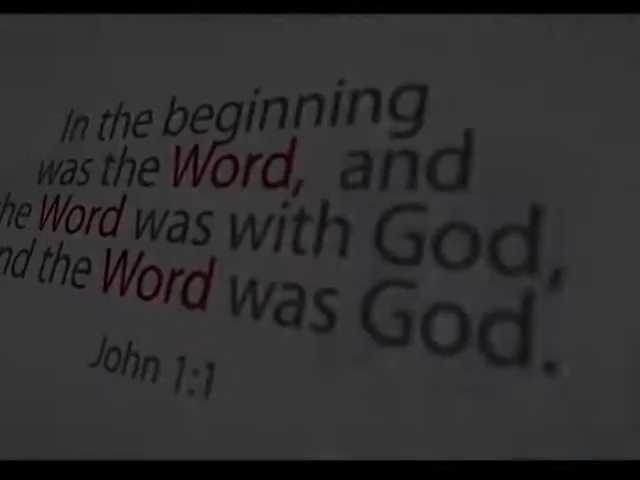 In the beginning
was the Word, and
he Word was with God,
nd the Word was God.
John 1:1